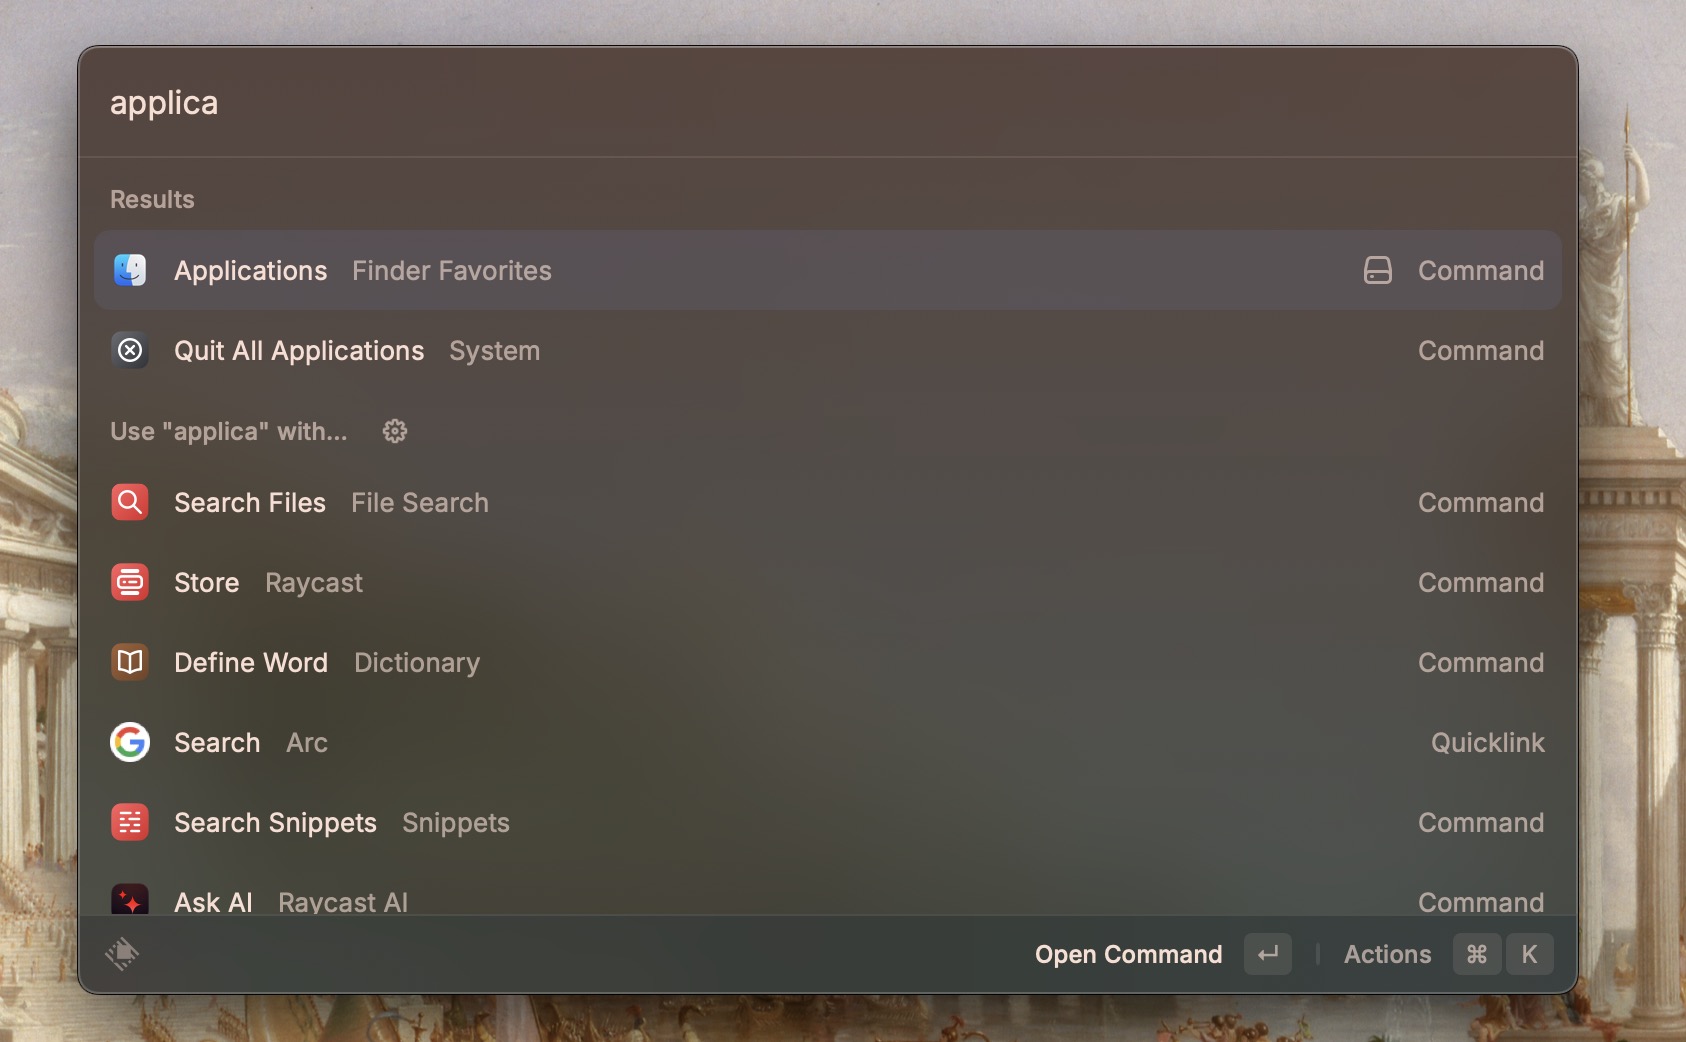 applica
Results
Applications Finder Favorites Command
Quit All Applications System Command
Use "applica" with...
Search Files File Search Command
Store Raycast Command
Define Word Dictionary Command
Search Arc Quicklink
Search Snippets Snippets Command
Ask AI Raycast AI Command
Open Command ↵ Actions ⌘ K